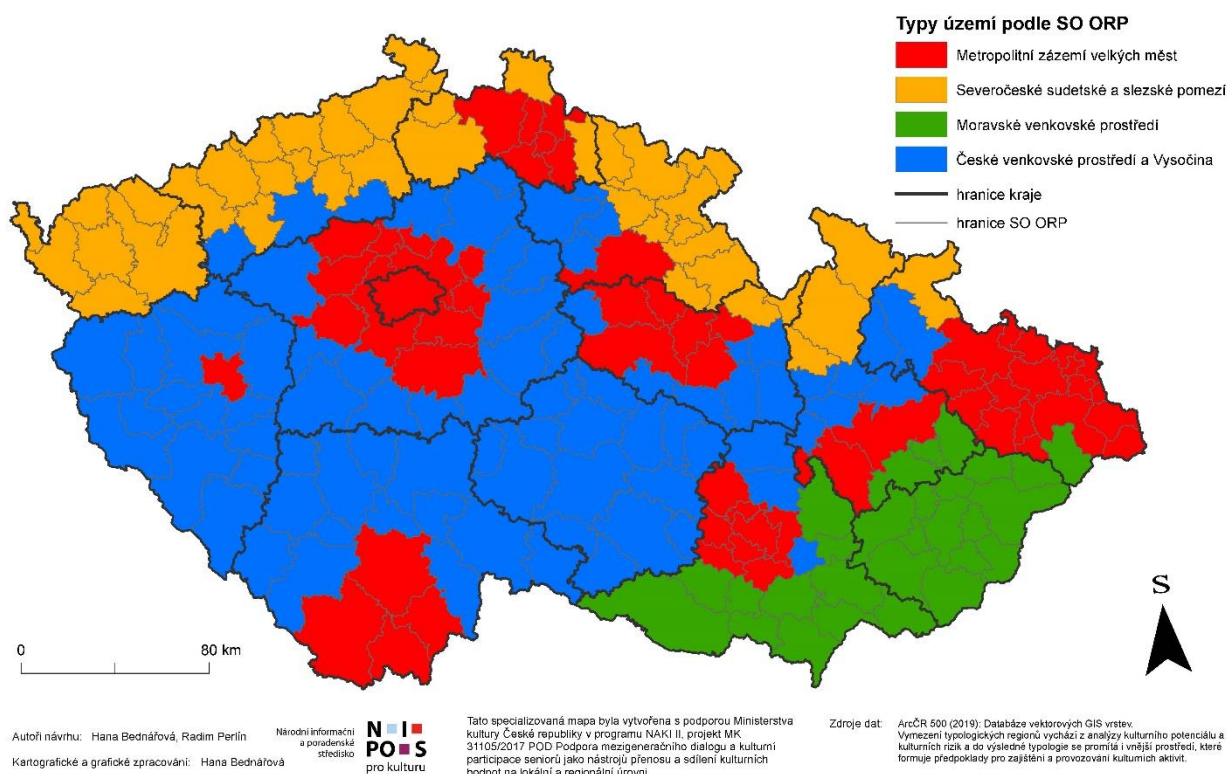 Typy území podle SO ORP
Metropolitní zázemí velkých měst
Severočeské sudetské a slezské pomezí
Moravské venkovské prostředí
České venkovské prostředí a Vysočina
hranice kraje
hranice SO ORP
S
0 80 km
Autoři návrhu: Hana Bednářová, Radim Perlín
Kartografické a grafické zpracování: Hana Bednářová
Národní informační
a poradenské
středisko
N I
PO S
pro kulturu
Tato specializovaná mapa byla vytvořena s podporou Ministerstva
kultury České republiky v programu NAKI II, projekt MK
31105/2017 POD Podpora mezigeneračního dialogu a kulturní
participace seniorů jako nástrojů přenosu a sdílení kulturních
hodnot na lokální a regionální úrovni.
Zdroje dat: ArcČR 500 (2019): Databáze vektorových GIS vrstev.
Vymezení typologických regionů vychází z analýzy kulturního potenciálu a
kulturních rizik a do výsledné typologie se promítá i vnější prostředí, které
formuje předpoklady pro zajištění a provozování kulturních aktivit.